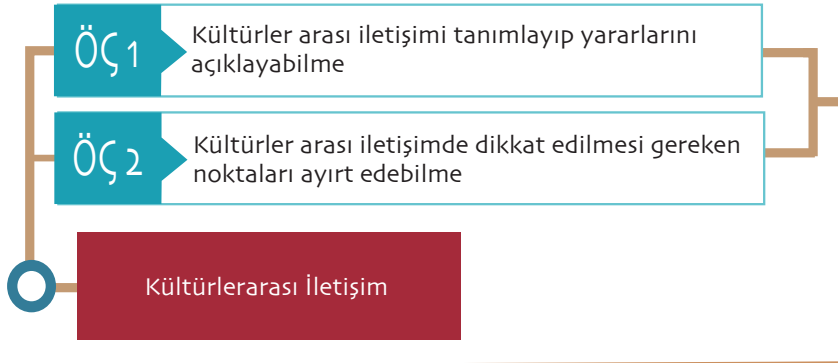 ÖÇ 1
Kültürler arası iletişimi tanımlayıp yararlarını
açıklayabilme
ÖÇ 2
Kültürler arası iletişimde dikkat edilmesi gereken
noktaları ayırt edebilme
Kültürlerarası İletişim